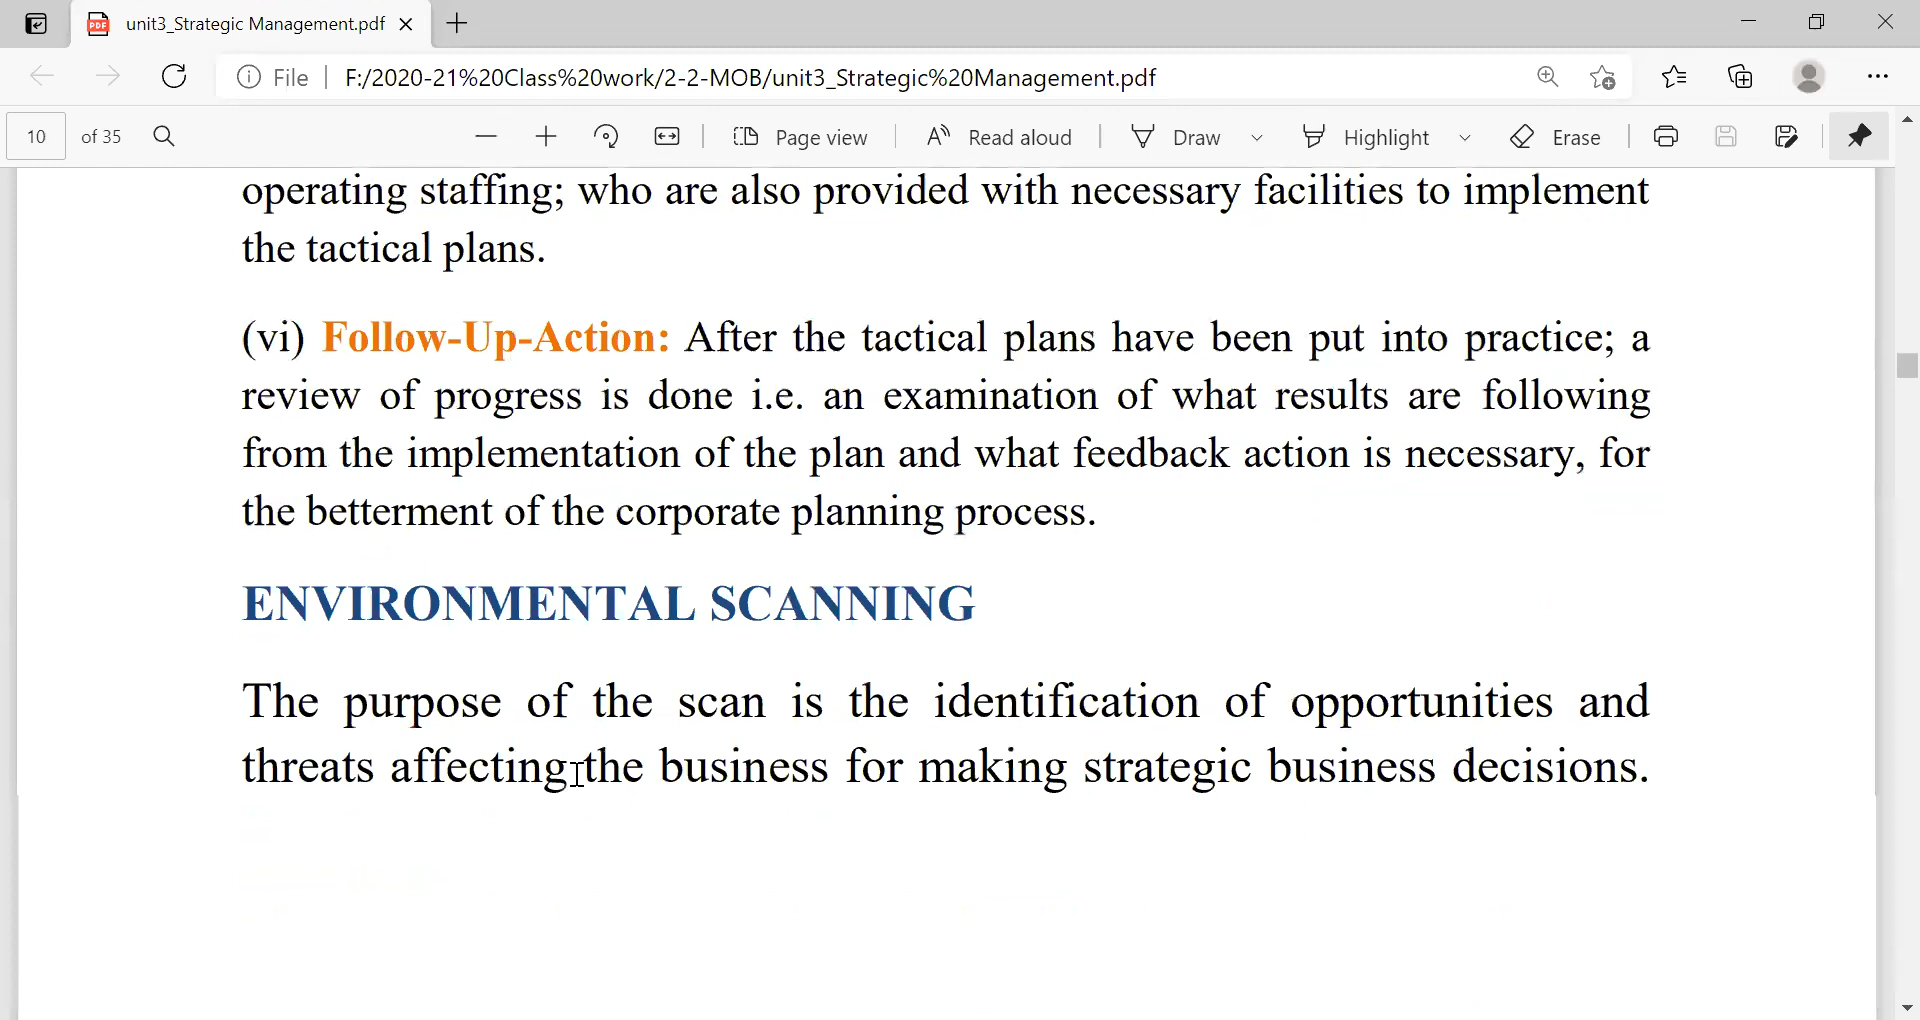 unit3_Strategic Management.pdf
File F:/2020-21%20Class%20work/2-2-MOB/unit3_Strategic%20Management.pdf
10 of 35 Page view Read aloud Draw Highlight Erase
operating staffing; who are also provided with necessary facilities to implement
the tactical plans.
(vi) Follow-Up-Action: After the tactical plans have been put into practice; a
review of progress is done i.e. an examination of what results are following
from the implementation of the plan and what feedback action is necessary, for
the betterment of the corporate planning process.
ENVIRONMENTAL SCANNING
The purpose of the scan is the identification of opportunities and
threats affecting the business for making strategic business decisions.